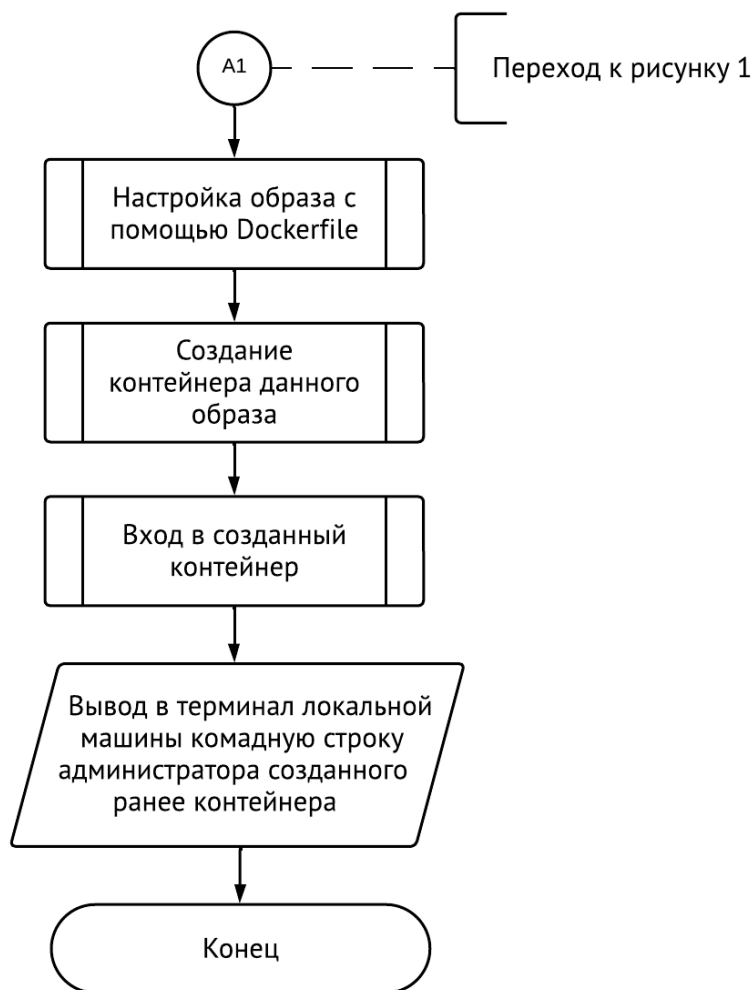 A1
Переход к рисунку 1
Настройка образа с
помощью Dockerfile
Создание
контейнера данного
образа
Вход в созданный
контейнер
Вывод в терминал локальной
машины комадную строку
администратора созданного
ранее контейнера
Конец